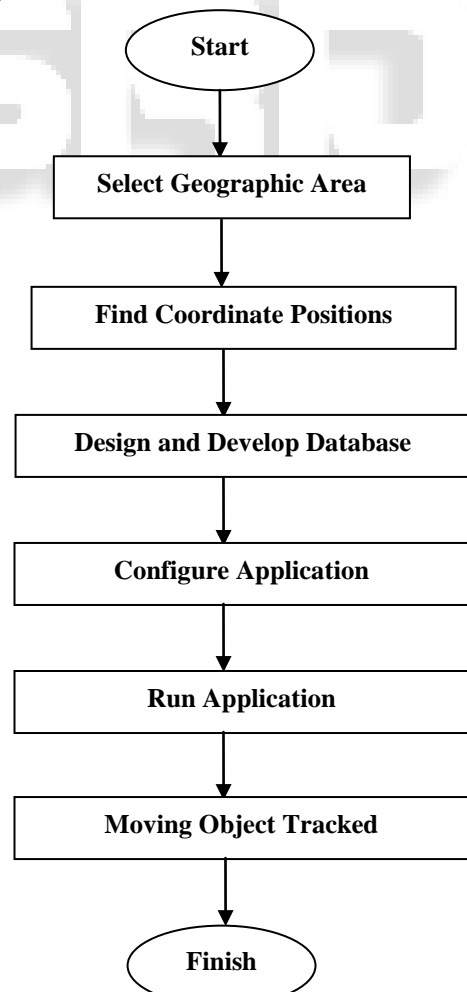 Start
Select Geographic Area
Find Coordinate Positions
Design and Develop Database
Configure Application
Run Application
Moving Object Tracked
Finish